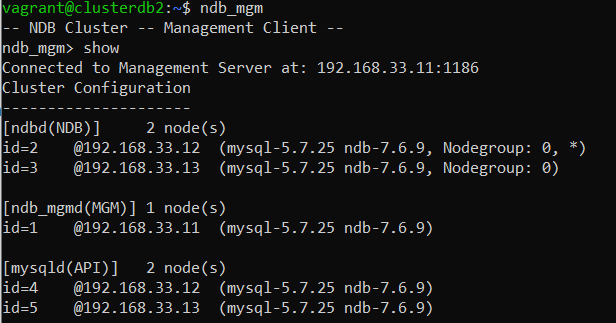 vagrant@clusterdb2:~$ ndb_mgm
-- NDB Cluster -- Management Client --
ndb_mgm> show
Connected to Management Server at: 192.168.33.11:1186
Cluster Configuration
---------------------
[ndbd(NDB)]     2 node(s)
id=2    @192.168.33.12  (mysql-5.7.25 ndb-7.6.9, Nodegroup: 0, *)
id=3    @192.168.33.13  (mysql-5.7.25 ndb-7.6.9, Nodegroup: 0)

[ndb_mgmd(MGM)] 1 node(s)
id=1    @192.168.33.11  (mysql-5.7.25 ndb-7.6.9)

[mysqld(API)]   2 node(s)
id=4    @192.168.33.12  (mysql-5.7.25 ndb-7.6.9)
id=5    @192.168.33.13  (mysql-5.7.25 ndb-7.6.9)